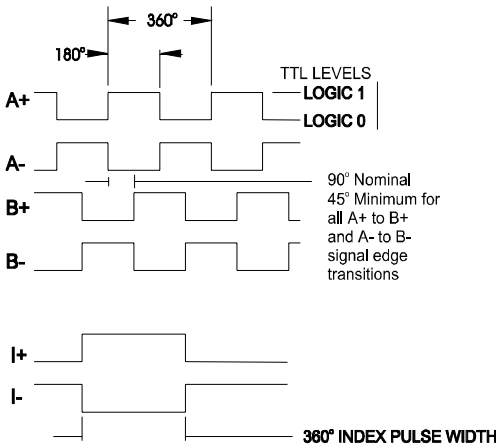 360°
180°
TTL LEVELS
A+
LOGIC 1
LOGIC 0
A-
90° Nominal
B+
45° Minimum for
all A+ to B+
and A- to B-
B-
signal edge
transitions
I+
I-
360° INDEX PULSE WIDTH